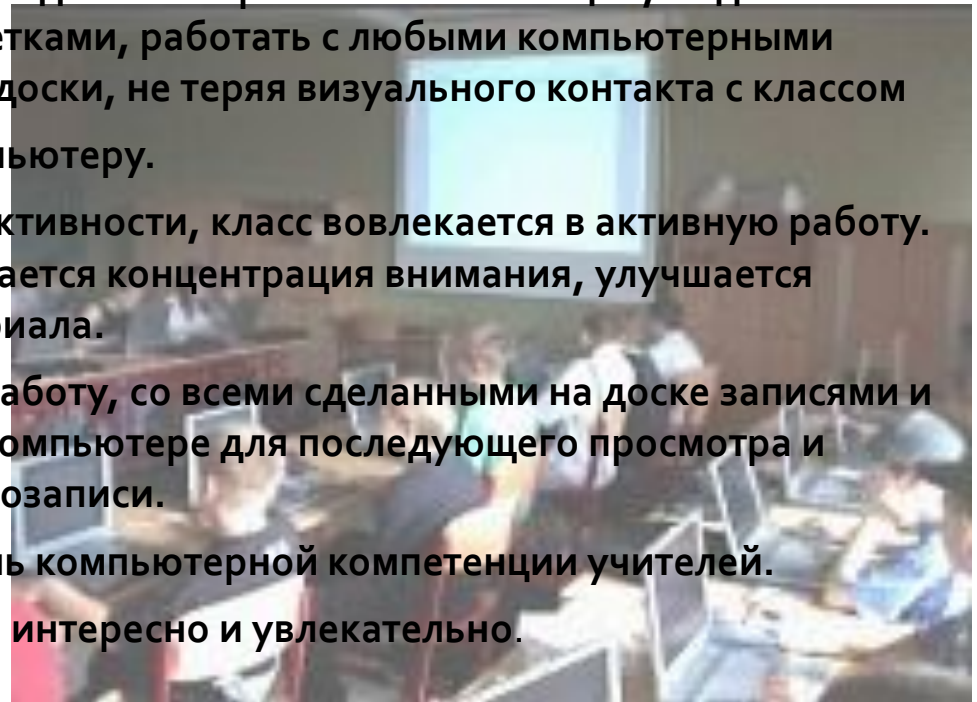 етками, работать с любыми компьютерными
доски, не теряя визуального контакта с классом
ьютеру.
ктивности, класс вовлекается в активную работу.
ается концентрация внимания, улучшается
риала.
аботу, со всеми сделанными на доске записями и
омпьютере для последующего просмотра и
озаписи.
ь компьютерной компетенции учителей.
интересно и увлекательно.